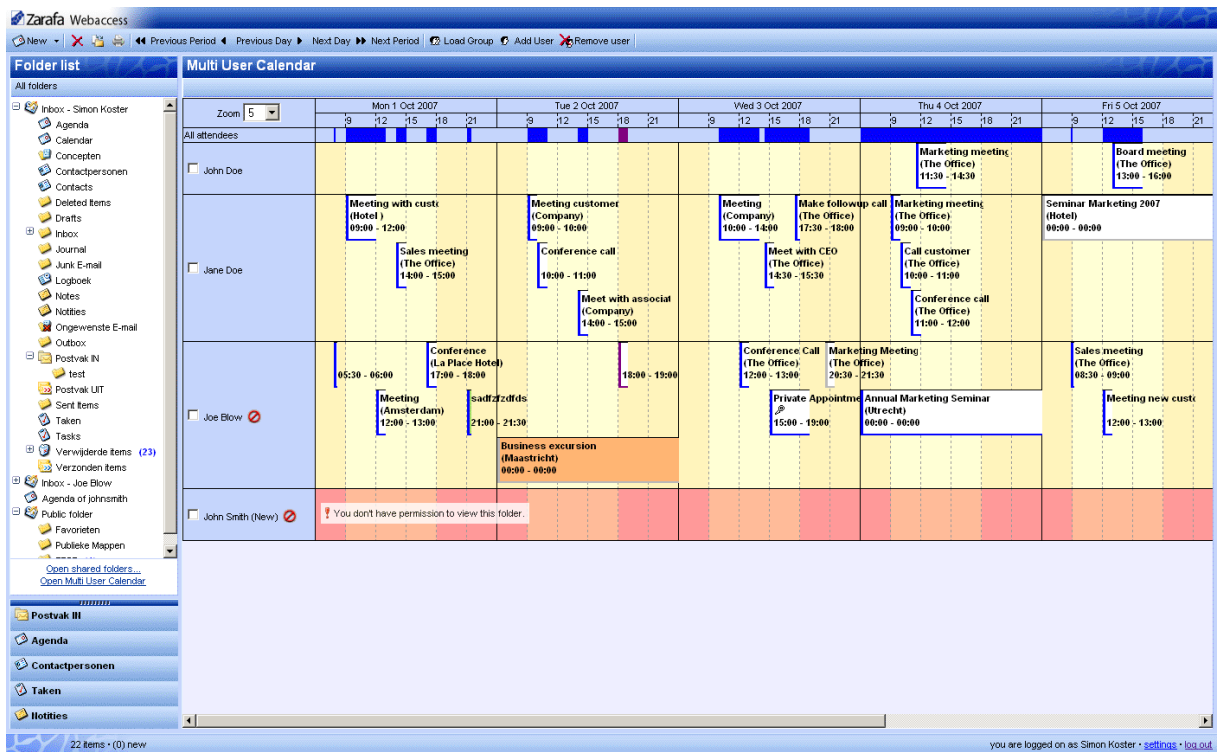 Zarafa Webaccess
New Previous Period Previous Day Next Day Next Period Load Group Add User Remove user
Folder list
All folders
Inbox - Simon Koster
Agenda
Calendar
Concepten
Contactpersonen
Contacts
Deleted Items
Drafts
Inbox
Journal
Junk E-mail
Logboek
Notes
Notities
Ongewenste E-mail
Outbox
Postvak IN
test
Postvak UIT
Sent Items
Taken
Tasks
Verwijderde items (23)
Verzonden items
Inbox - Joe Blow
Agenda of johnsmith
Public folder
Favorieten
Publieke Mappen
Open shared folders...
Open Multi User Calendar
Postvak IN
Agenda
Contactpersonen
Taken
Notities
Multi User Calendar
Zoom 5
Mon 1 Oct 2007 Tue 2 Oct 2007 Wed 3 Oct 2007 Thu 4 Oct 2007 Fri 5 Oct 2007
9 12 15 18 21 9 12 15 18 21 9 12 15 18 21 9 12 15 18 21 9 12 15 18 21
All attendees
John Doe
Marketing meeting
(The Office)
11:30 - 14:30
Board meeting
(The Office)
13:00 - 16:00
Jane Doe
Meeting with custo
(Hotel )
09:00 - 12:00
Sales meeting
(The Office)
14:00 - 15:00
Meeting customer
(Company)
09:00 - 10:00
Conference call
10:00 - 11:00
Meet with associat
(Company)
14:00 - 15:00
Meeting
(Company)
10:00 - 14:00
Make followup call
(The Office)
17:30 - 18:00
Meet with CEO
(The Office)
14:30 - 15:30
Marketing meeting
(The Office)
09:00 - 10:00
Call customer
(The Office)
10:00 - 11:00
Conference call
(The Office)
11:00 - 12:00
Seminar Marketing 2007
(Hotel)
00:00 - 00:00
Joe Blow
05:30 - 06:00
Conference
(La Place Hotel)
17:00 - 18:00
Meeting
(Amsterdam)
12:00 - 13:00
sadfzfzdfds
21:00 - 21:30
18:00 - 19:00
Business excursion
(Maastricht)
00:00 - 00:00
Conference Call
(The Office)
12:00 - 13:00
Marketing Meeting
(The Office)
20:30 - 21:30
Private Appointme
15:00 - 19:00
Annual Marketing Seminar
(Utrecht)
00:00 - 00:00
Sales meeting
(The Office)
08:30 - 09:00
Meeting new custo
12:00 - 13:00
John Smith (New)
You don't have permission to view this folder.
22 items • (0) new
you are logged on as Simon Koster • settings • log out